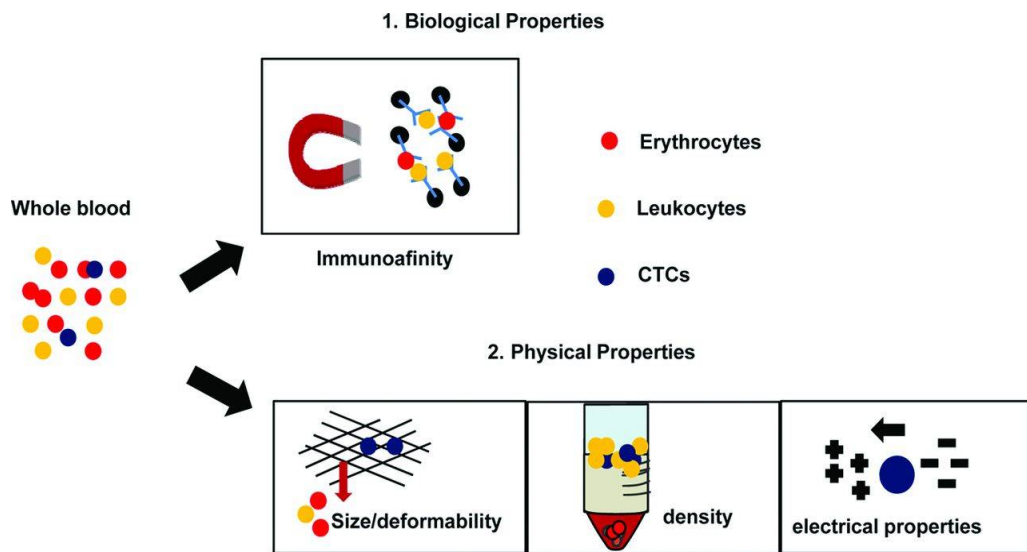 1. Biological Properties
Erythrocytes
Leukocytes
CTCs
Whole blood
Immunoafinity
2. Physical Properties
Size/deformability
density
electrical properties